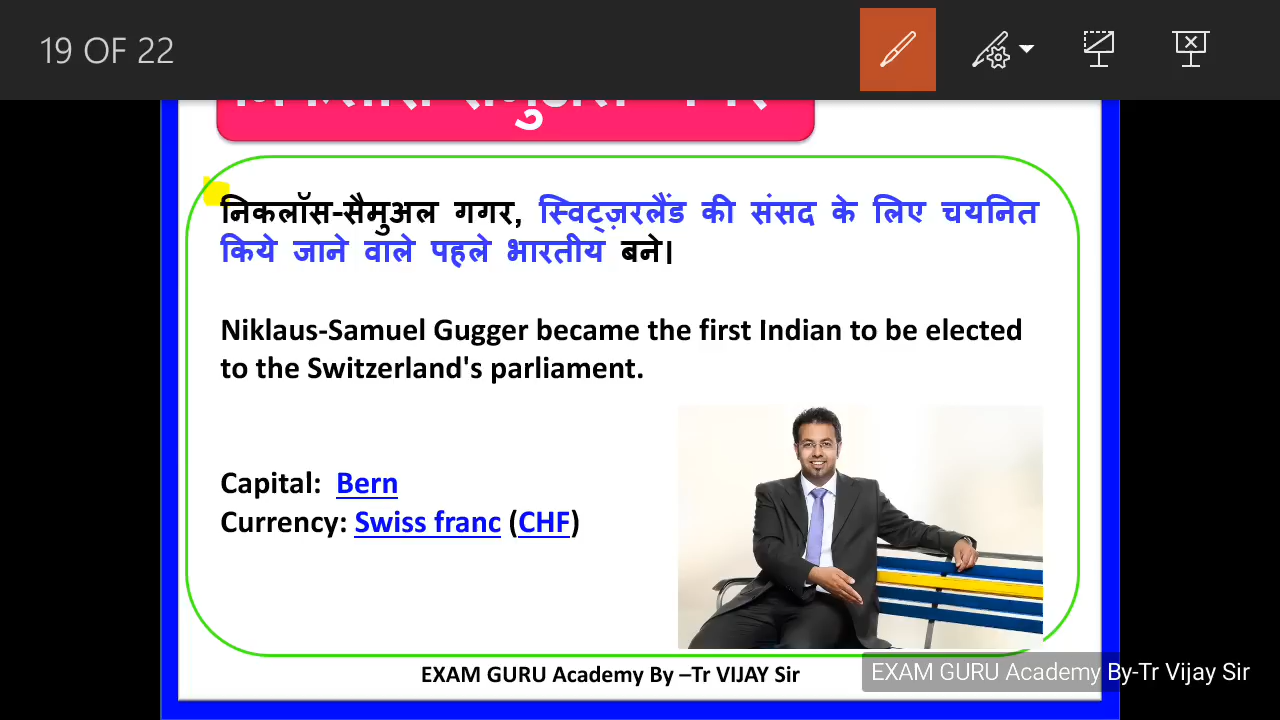 19 OF 22
निकलॉस-सैमुअल गगर, स्विट्ज़रलैंड की संसद के लिए चयनित
किये जाने वाले पहले भारतीय बने।
Niklaus-Samuel Gugger became the first Indian to be elected
to the Switzerland's parliament.
Capital: Bern
Currency: Swiss franc (CHF)
EXAM GURU Academy By –Tr VIJAY Sir
EXAM GURU Academy By-Tr Vijay Sir